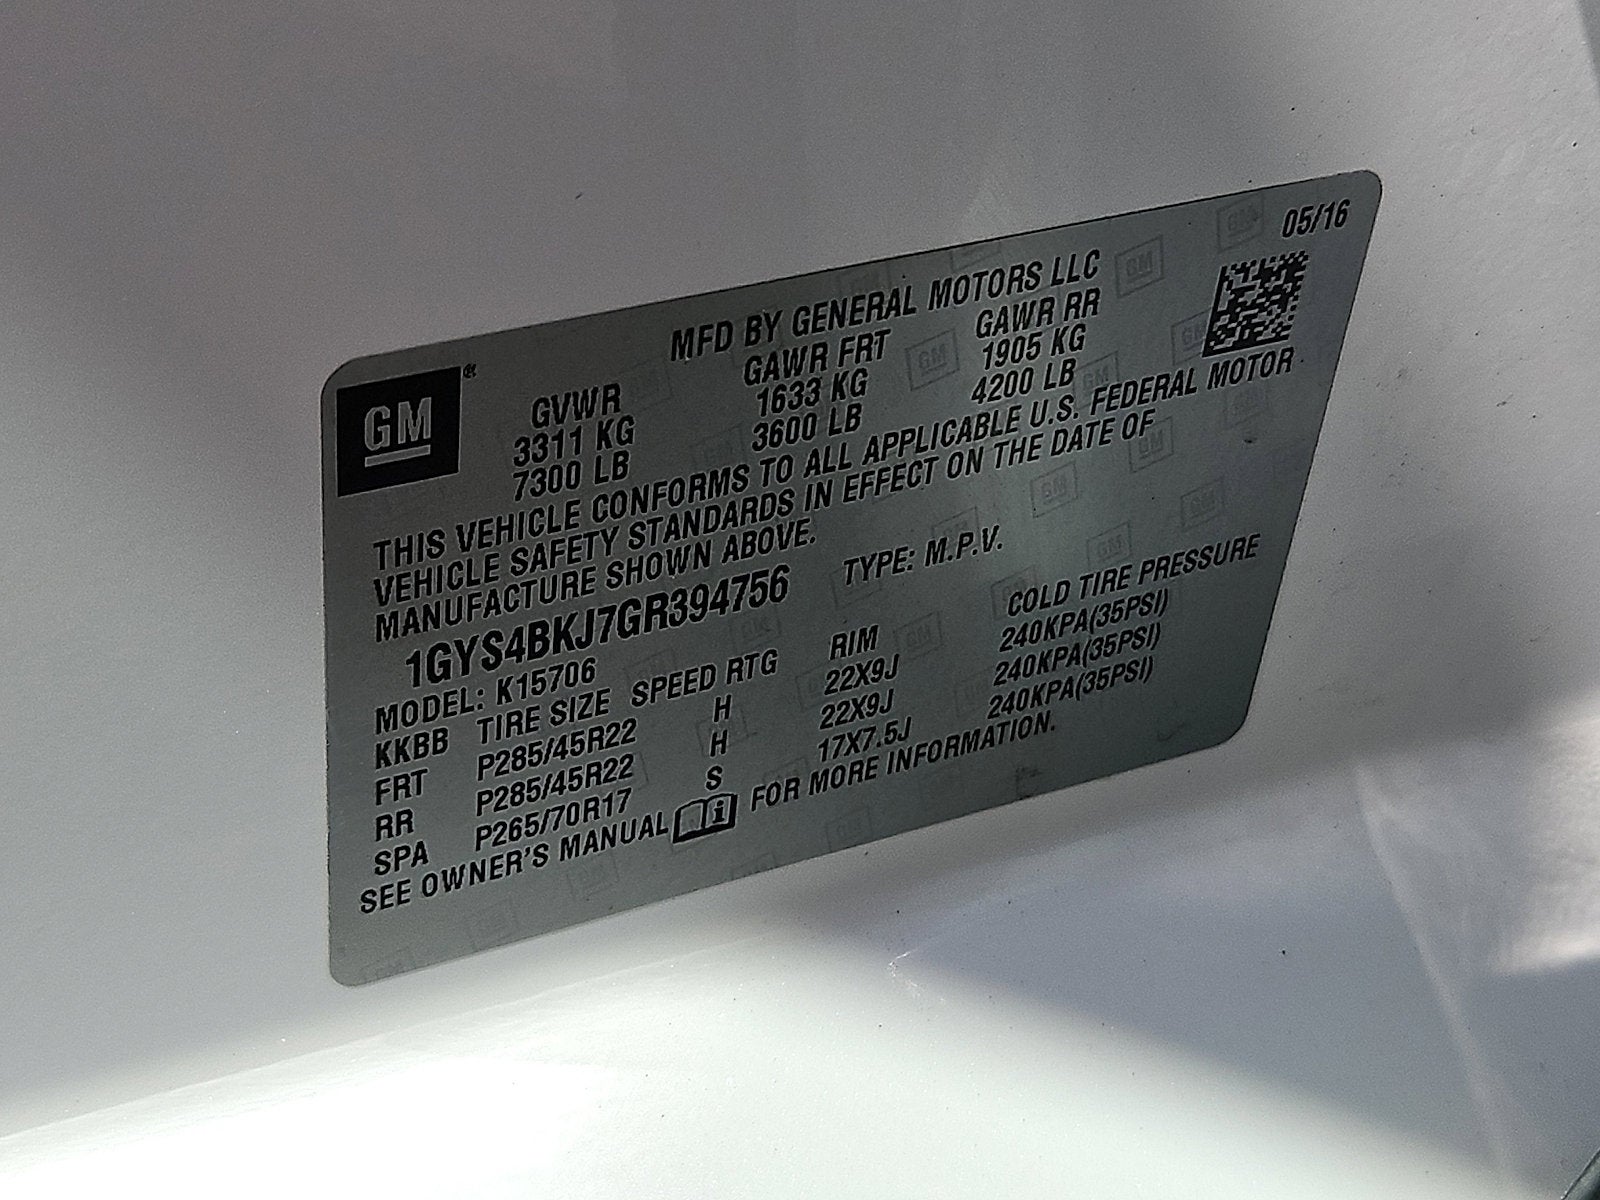 05/16
MFD BY GENERAL MOTORS LLC
GM®
GVWR GAWR FRT GAWR RR
3311 KG 1633 KG 1905 KG
7300 LB 3600 LB 4200 LB
THIS VEHICLE CONFORMS TO ALL APPLICABLE U.S. FEDERAL MOTOR
VEHICLE SAFETY STANDARDS IN EFFECT ON THE DATE OF
MANUFACTURE SHOWN ABOVE.
1GYS4BKJ7GR394756 TYPE: M.P.V.
MODEL: K15706
KKBB TIRE SIZE SPEED RTG RIM COLD TIRE PRESSURE
FRT P285/45R22 H 22X9J 240KPA(35PSI)
RR P285/45R22 H 22X9J 240KPA(35PSI)
SPA P265/70R17 S 17X7.5J 240KPA(35PSI)
SEE OWNER'S MANUAL i FOR MORE INFORMATION.